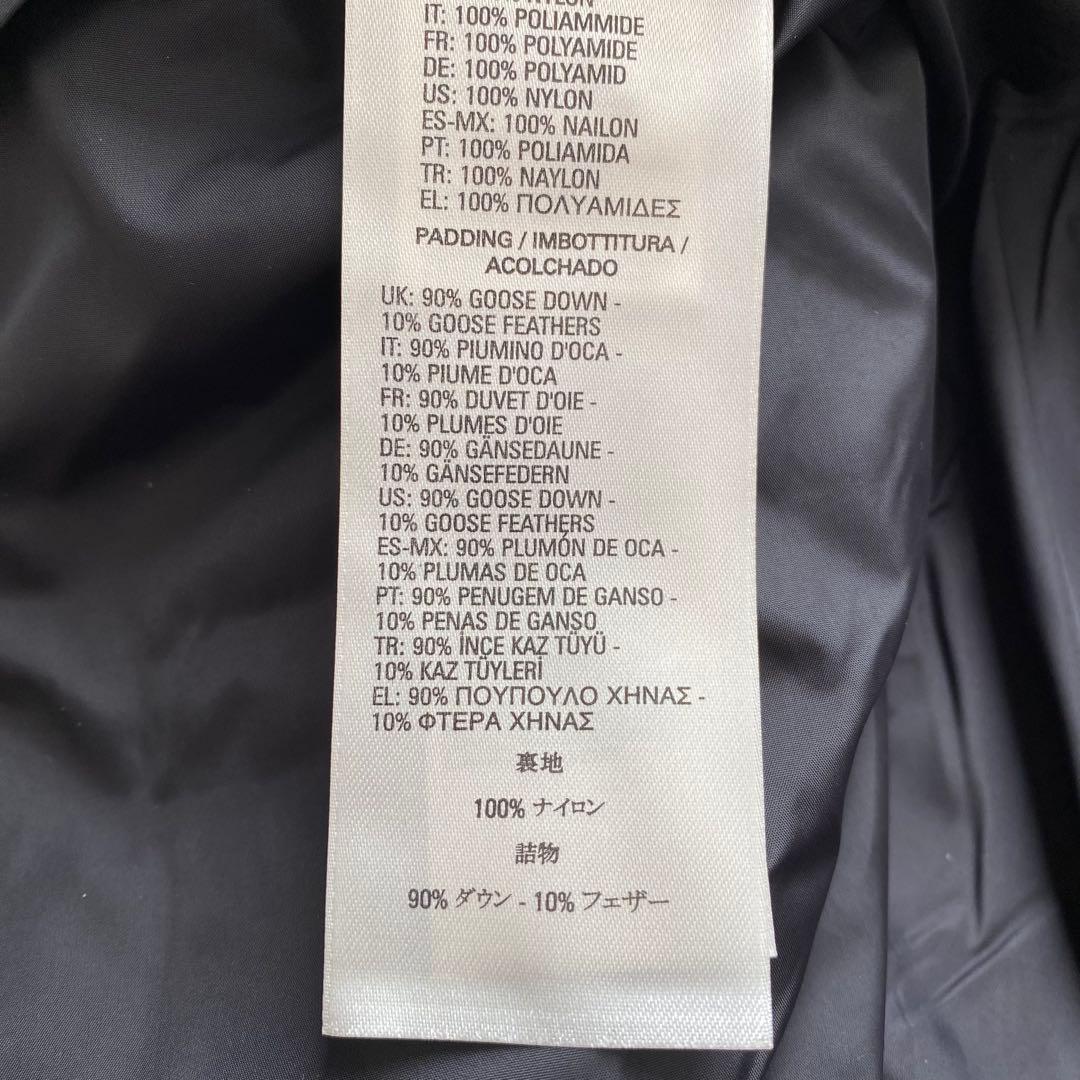 NYLON
IT: 100% POLIAMMIDE
FR: 100% POLYAMIDE
DE: 100% POLYAMID
US: 100% NYLON
ES-MX: 100% NAILON
PT: 100% POLIAMIDA
TR: 100% NAYLON
EL: 100% ΠΟΛΥΑΜΙΔΕΣ
PADDING / IMBOTTITURA /
ACOLCHADO
UK: 90% GOOSE DOWN -
10% GOOSE FEATHERS
IT: 90% PIUMINO D'OCA -
10% PIUME D'OCA
FR: 90% DUVET D'OIE -
10% PLUMES D'OIE
DE: 90% GÄNSEDAUNE -
10% GÄNSEFEDERN
US: 90% GOOSE DOWN -
10% GOOSE FEATHERS
ES-MX: 90% PLUMÓN DE OCA -
10% PLUMAS DE OCA
PT: 90% PENUGEM DE GANSO -
10% PENAS DE GANSO
TR: 90% İNÇE KAZ TÜYÜ -
10% KAZ TÜYLERİ
EL: 90% ΠΟΥΠΟΥΛΟ ΧΗΝΑΣ -
10% ΦΤΕΡΑ ΧΗΝΑΣ
裏地
100% ナイロン
詰物
90% ダウン - 10% フェザー